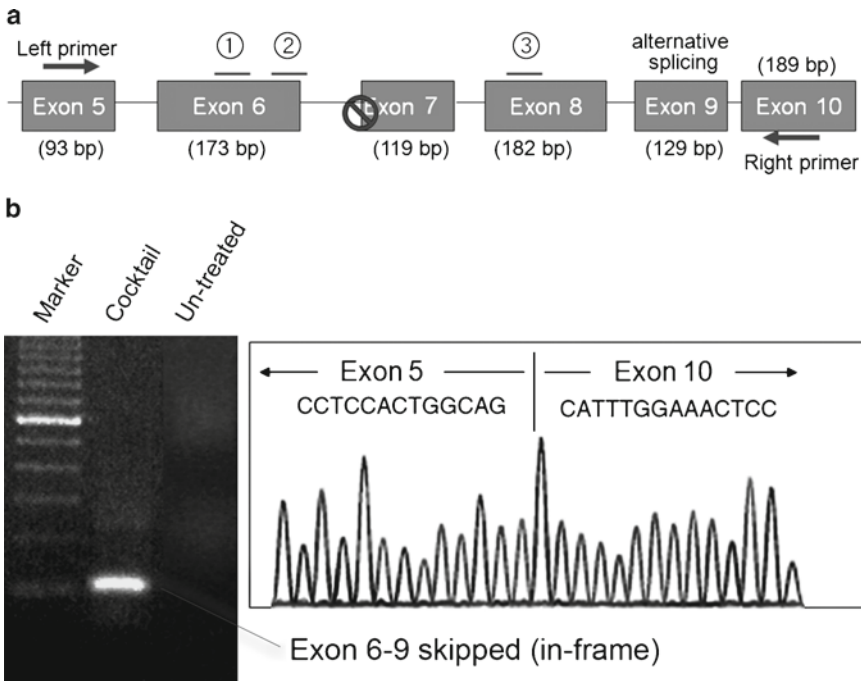 a
Left primer
① ② ③
alternative
splicing
(189 bp)
Exon 5
Exon 6
Exon 7
Exon 8
Exon 9
Exon 10
(93 bp)
(173 bp)
(119 bp)
(182 bp)
(129 bp)
Right primer
b
Marker
Cocktail
Un-treated
Exon 5
Exon 10
CCTCCACTGGCAG
CATTTGGAAACTCC
Exon 6-9 skipped (in-frame)